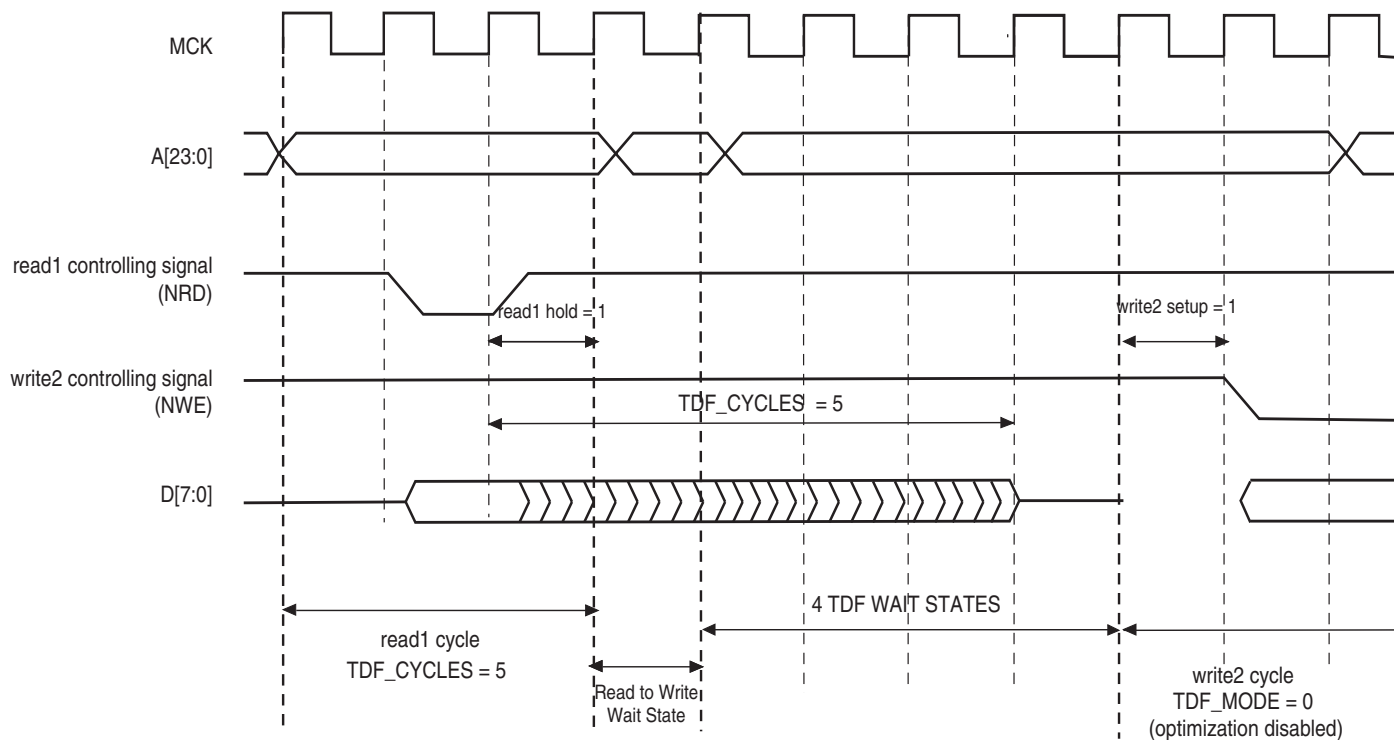 MCK
A[23:0]
read1 controlling signal
(NRD)
read1 hold = 1
write2 setup = 1
write2 controlling signal
(NWE)
TDF_CYCLES = 5
D[7:0]
4 TDF WAIT STATES
read1 cycle
TDF_CYCLES = 5
Read to Write
Wait State
write2 cycle
TDF_MODE = 0
(optimization disabled)